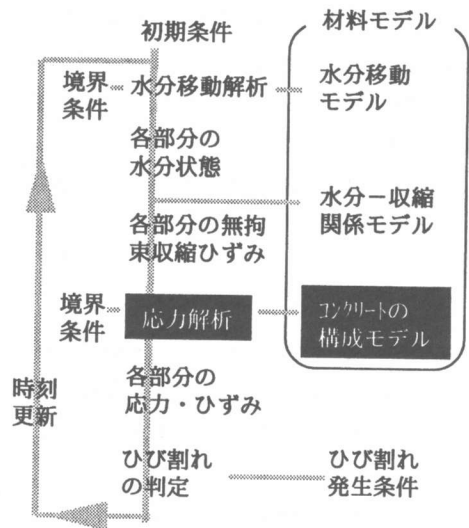 初期条件
材料モデル
境界
条件
水分移動解析
水分移動
モデル
各部分の
水分状態
水分－収縮
関係モデル
各部分の無拘
束収縮ひずみ
境界
条件
応力解析
コンクリートの
構成モデル
各部分の
応力・ひずみ
時刻
更新
ひび割れ
の判定
ひび割れ
発生条件